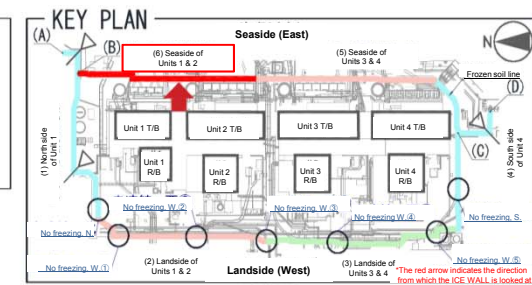 KEY PLAN
(A)
(B)
(6) Seaside of
Units 1 & 2
Seaside (East)
(5) Seaside of
Units 3 & 4
N
Frozen soil line
(D)
(1) North side
of Unit 1
Unit 1 T/B
Unit 2 T/B
Unit 3 T/B
Unit 4 T/B
(C)
(4) South side
of Unit 4
Unit 1
R/B
Unit 2
R/B
Unit 3
R/B
Unit 4
R/B
No freezing, W.②
No freezing, W.③
No freezing, W.④
No freezing, S.
No freezing, N.
No freezing, W.①
(2) Landside of
Units 1 & 2
Landside (West)
(3) Landside of
Units 3 & 4
No freezing, W.⑤
*The red arrow indicates the direction
from which the ICE WALL is looked at